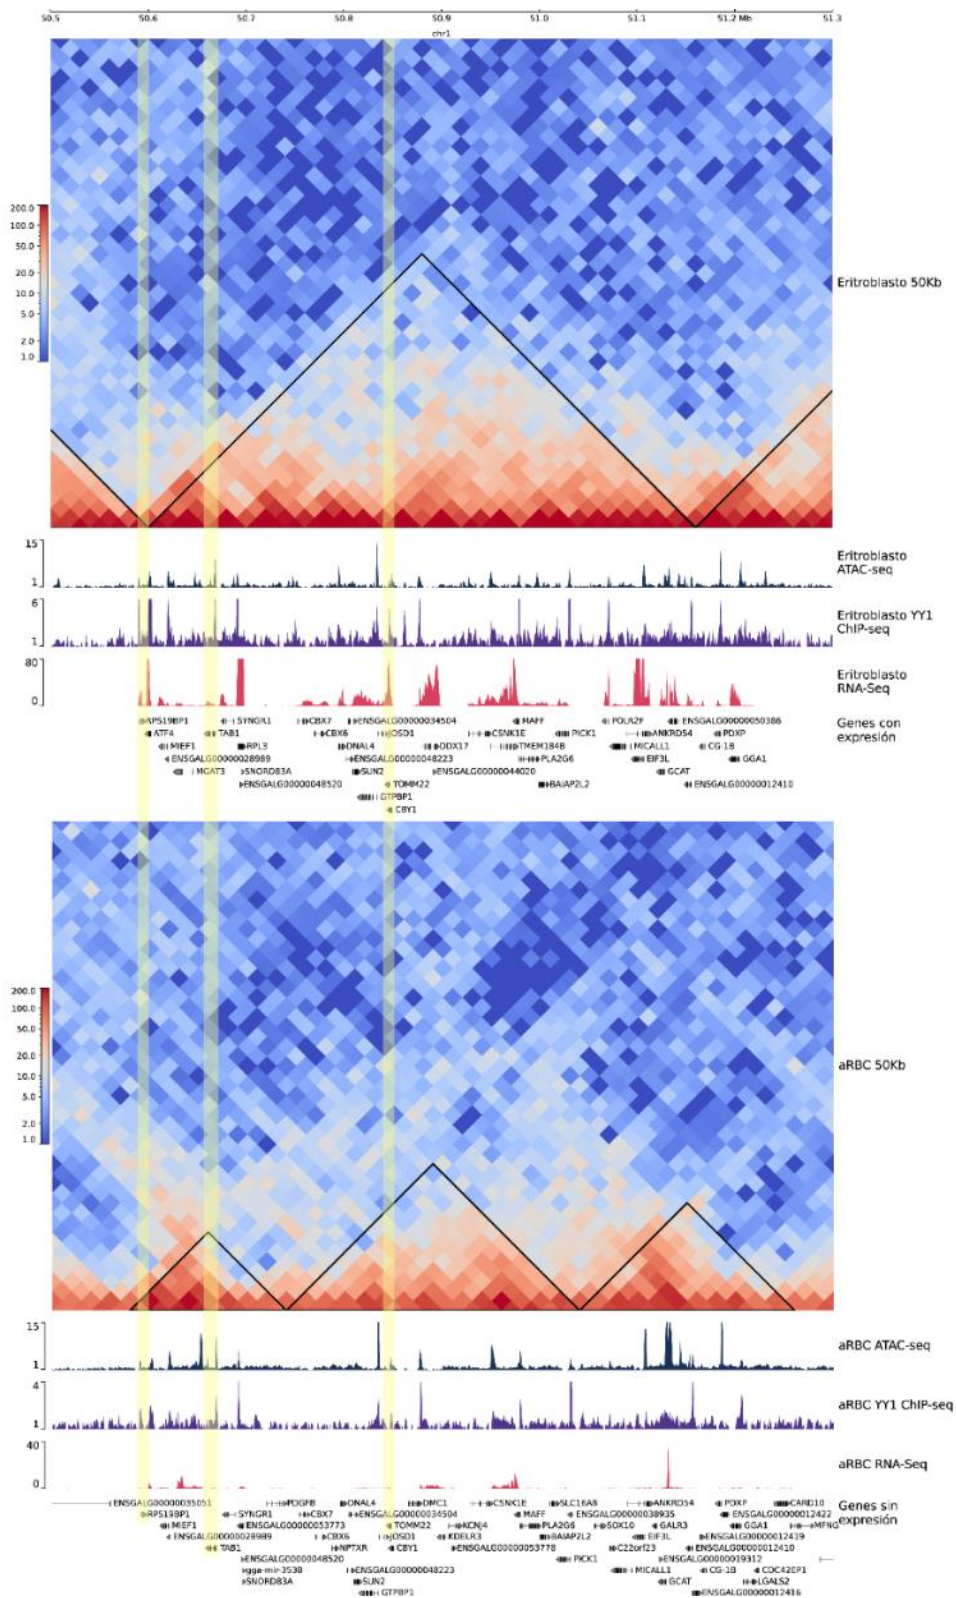 50.5 50.6 50.7 50.8 50.9 51.0 51.1 51.2 Mb 51.3
chr1
200.0
100.0
50.0
20.0
10.0
5.0
2.0
1.0
Eritroblasto 50Kb
15
1
Eritroblasto
ATAC-seq
6
1
Eritroblasto YY1
ChIP-seq
80
0
Eritroblasto
RNA-Seq
RPS19BP1 SYNGR1 CBX7 ENSGALG00000034504 MAFF POLR2F ENSGALG00000050386
ATF4 TAB1 CBX6 JOSD1 CSNK1E PICK1 ANKRD54 PDXP
MIEF1 RPL3 DNAL4 DDX17 TMEM184B MICALL1 CG-1B
ENSGALG00000028989 ENSGALG00000048223 PLA2G6 EIF3L GGA1
MGAT3 SNORD83A SUN2 ENSGALG00000044020 GCAT
ENSGALG00000048520 TOMM22 BAIAP2L2 ENSGALG00000012410
GTPBP1
CBY1
Genes con
expresión
200.0
100.0
50.0
20.0
10.0
5.0
2.0
1.0
aRBC 50Kb
15
1
aRBC ATAC-seq
4
1
aRBC YY1 ChIP-seq
40
0
aRBC RNA-Seq
ENSGALG00000035051 PDGFB DNAL4 DMC1 CSNK1E SLC16A8 ANKRD54 PDXP CARD10
RPS19BP1 SYNGR1 CBX7 ENSGALG00000034504 MAFF ENSGALG00000038935 ENSGALG00000012422
MIEF1 ENSGALG00000053773 TOMM22 KCNJ4 PLA2G6 SOX10 GALR3 GGA1 MFNG
ENSGALG00000028989 CBX6 JOSD1 KDELR3 BAIAP2L2 EIF3L ENSGALG00000012419
TAB1 NPTXR CBY1 ENSGALG00000053778 C22orf23 ENSGALG00000012410
ENSGALG00000048520 PICK1 ENSGALG00000019312
gga-mir-3538 ENSGALG00000048223 MICALL1 CG-1B CDC42EP1
SNORD83A SUN2 GCAT LGALS2
GTPBP1 ENSGALG00000012416
Genes sin
expresión